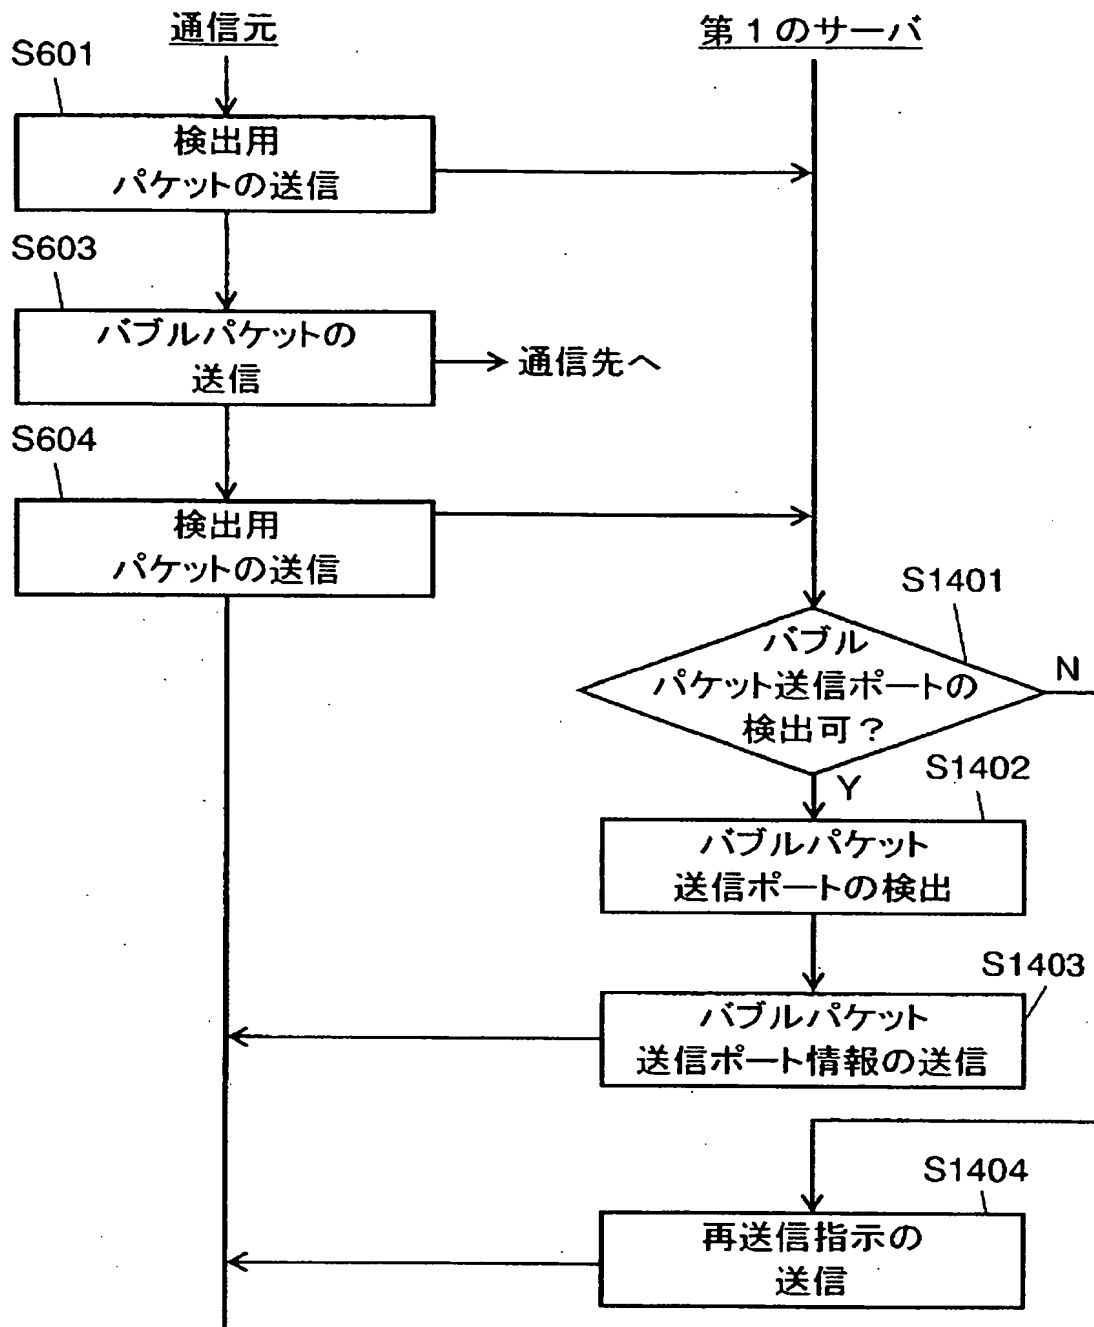 通信元
第1のサーバ
S601
検出用
パケットの送信
S603
バブルパケットの
送信
通信先へ
S604
検出用
パケットの送信
S1401
バブル
パケット送信ポートの
検出可?
N
Y
S1402
バブルパケット
送信ポートの検出
S1403
バブルパケット
送信ポート情報の送信
S1404
再送信指示の
送信